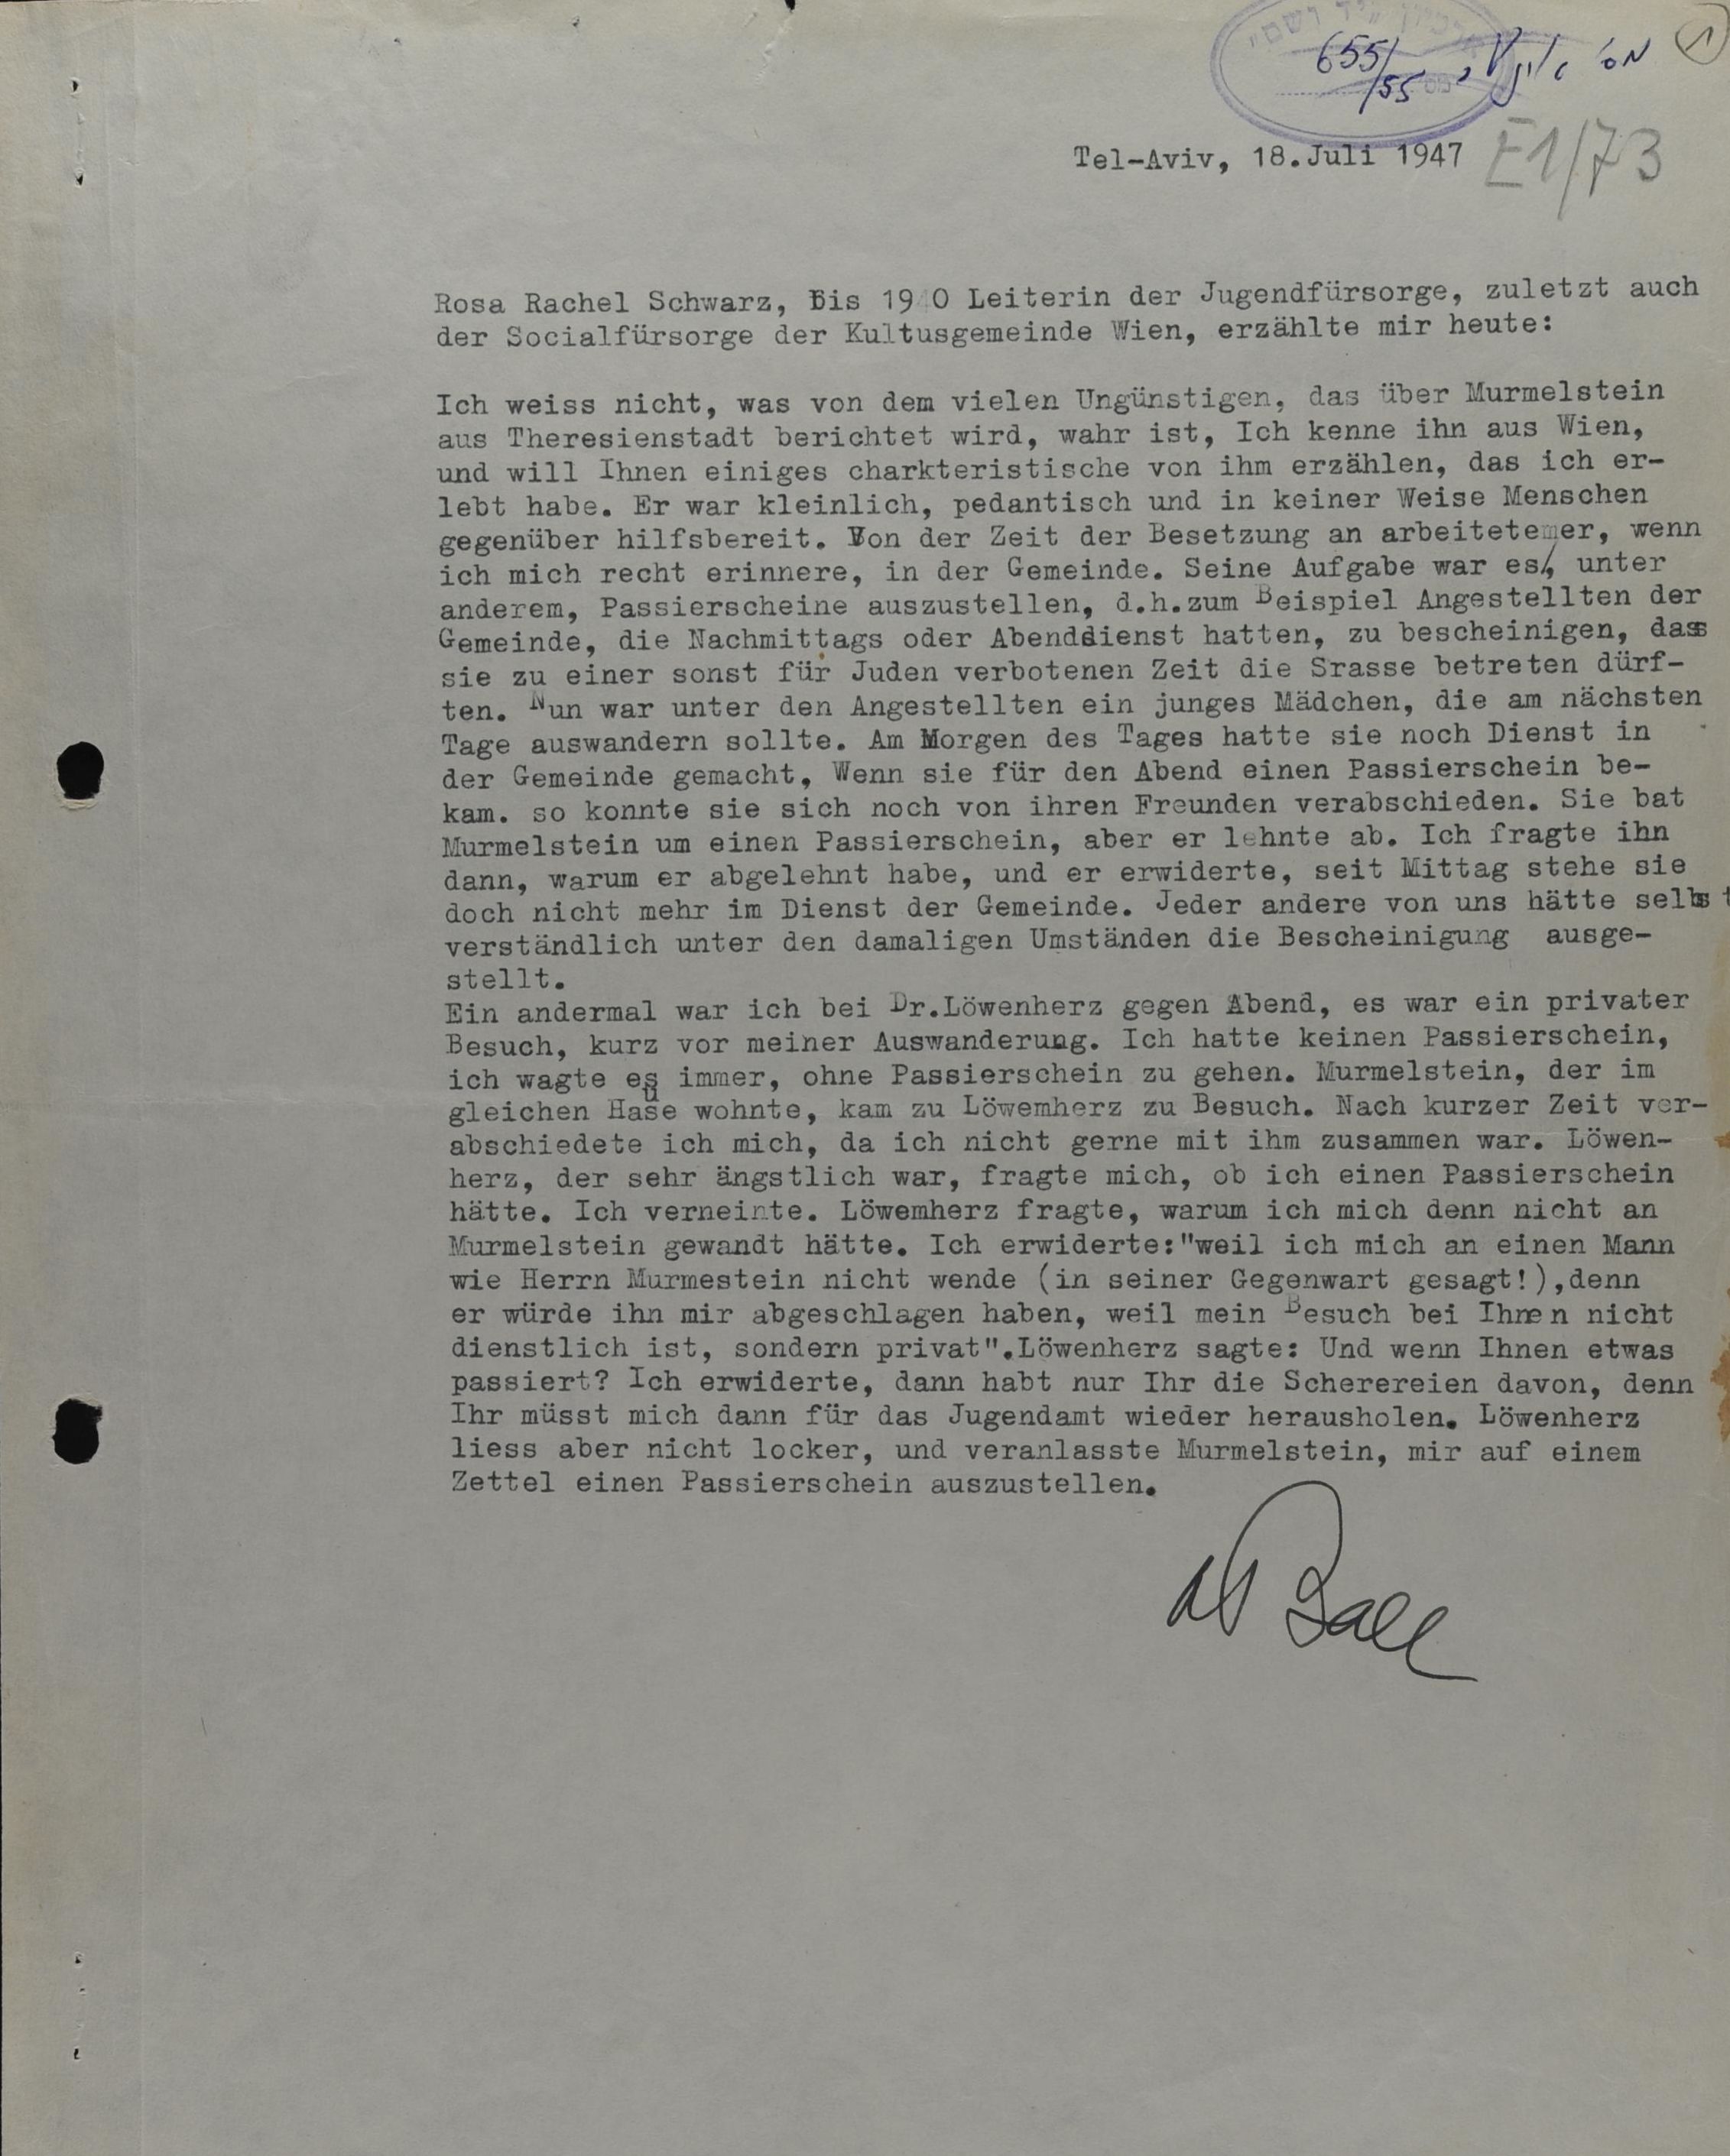 1
655/55
Tel-Aviv, 18.Juli 1947
E1/73
Rosa Rachel Schwarz, Bis 1940 Leiterin der Jugendfürsorge, zuletzt auch
der Socialfürsorge der Kultusgemeinde Wien, erzählte mir heute:
Ich weiss nicht, was von dem vielen Ungünstigen, das über Murmelstein
aus Theresienstadt berichtet wird, wahr ist, Ich kenne ihn aus Wien,
und will Ihnen einiges charkteristische von ihm erzählen, das ich er-
lebt habe. Er war kleinlich, pedantisch und in keiner Weise Menschen
gegenüber hilfsbereit. Von der Zeit der Besetzung an arbeitete er, wenn
ich mich recht erinnere, in der Gemeinde. Seine Aufgabe war es, unter
anderem, Passierscheine auszustellen, d.h.zum Beispiel Angestellten der
Gemeinde, die Nachmittags oder Abenddienst hatten, zu bescheinigen, dass
sie zu einer sonst für Juden verbotenen Zeit die Srasse betreten dürf-
ten. Nun war unter den Angestellten ein junges Mädchen, die am nächsten
Tage auswandern sollte. Am Morgen des Tages hatte sie noch Dienst in
der Gemeinde gemacht, Wenn sie für den Abend einen Passierschein be-
kam. so konnte sie sich noch von ihren Freunden verabschieden. Sie bat
Murmelstein um einen Passierschein, aber er lehnte ab. Ich fragte ihn
dann, warum er abgelehnt habe, und er erwiderte, seit Mittag stehe sie
doch nicht mehr im Dienst der Gemeinde. Jeder andere von uns hätte selbst
verständlich unter den damaligen Umständen die Bescheinigung ausge-
stellt.
Ein andermal war ich bei Dr.Löwenherz gegen Abend, es war ein privater
Besuch, kurz vor meiner Auswanderung. Ich hatte keinen Passierschein,
ich wagte es immer, ohne Passierschein zu gehen. Murmelstein, der im
gleichen Hause wohnte, kam zu Löwemherz zu Besuch. Nach kurzer Zeit ver-
abschiedete ich mich, da ich nicht gerne mit ihm zusammen war. Löwen-
herz, der sehr ängstlich war, fragte mich, ob ich einen Passierschein
hätte. Ich verneinte. Löwemherz fragte, warum ich mich denn nicht an
Murmelstein gewandt hätte. Ich erwiderte:"weil ich mich an einen Mann
wie Herrn Murmestein nicht wende (in seiner Gegenwart gesagt!),denn
er würde ihn mir abgeschlagen haben, weil mein Besuch bei Ihnen nicht
dienstlich ist, sondern privat".Löwenherz sagte: Und wenn Ihnen etwas
passiert? Ich erwiderte, dann habt nur Ihr die Scherereien davon, denn
Ihr müsst mich dann für das Jugendamt wieder herausholen. Löwenherz
liess aber nicht locker, und veranlasste Murmelstein, mir auf einem
Zettel einen Passierschein auszustellen.
Ball